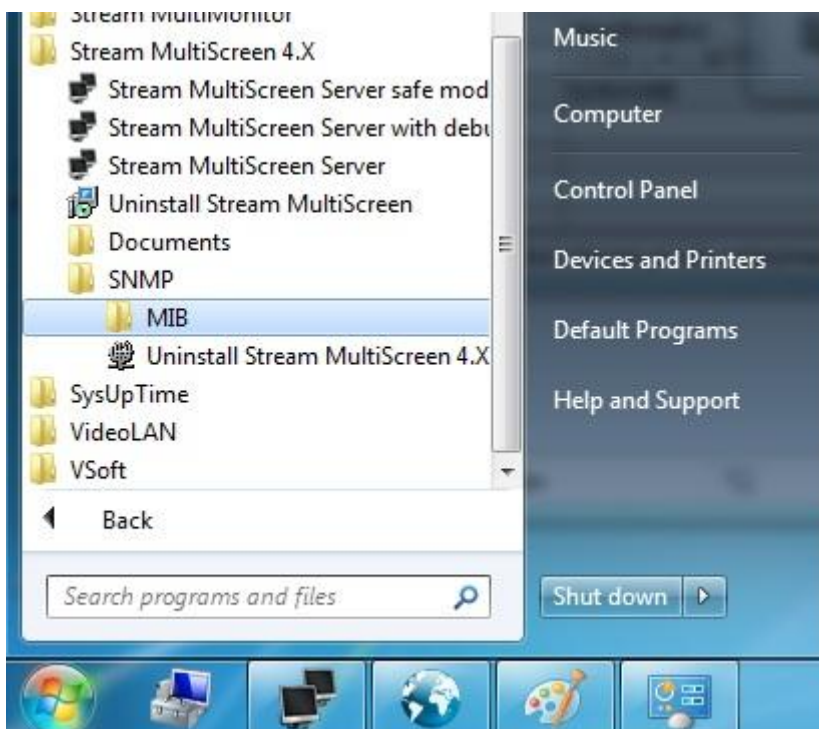 Stream MultiMonitor
Stream MultiScreen 4.X
Stream MultiScreen Server safe mod
Stream MultiScreen Server with debu
Stream MultiScreen Server
Uninstall Stream MultiScreen
Documents
SNMP
MIB
Uninstall Stream MultiScreen 4.X
SysUpTime
VideoLAN
VSoft
Back
Search programs and files
Music
Computer
Control Panel
Devices and Printers
Default Programs
Help and Support
Shut down